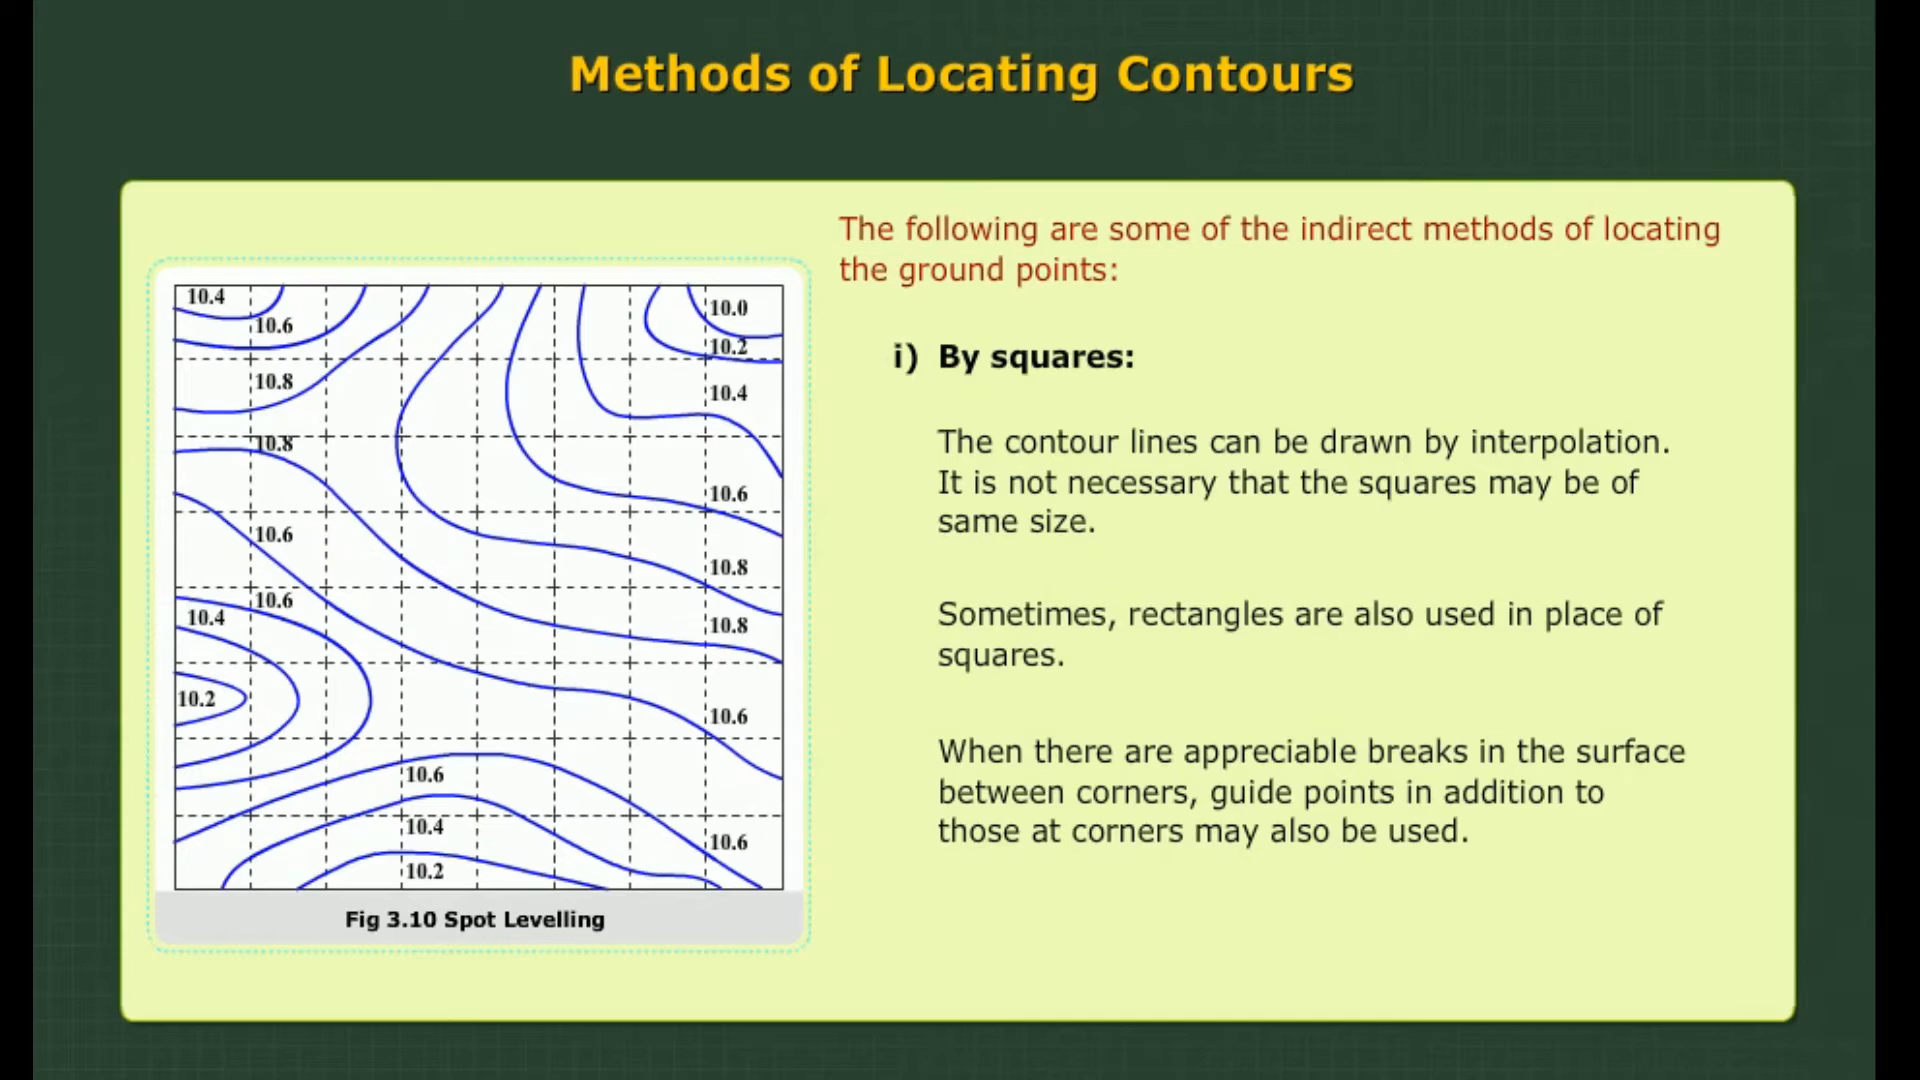 Methods of Locating Contours
The following are some of the indirect methods of locating
the ground points:
i) By squares:
The contour lines can be drawn by interpolation.
It is not necessary that the squares may be of
same size.
Sometimes, rectangles are also used in place of
squares.
When there are appreciable breaks in the surface
between corners, guide points in addition to
those at corners may also be used.
10.4
10.0
10.6
10.2
10.8
10.4
10.8
10.6
10.6
10.8
10.6
10.4
10.8
10.2
10.6
10.6
10.4
10.6
10.2
Fig 3.10 Spot Levelling